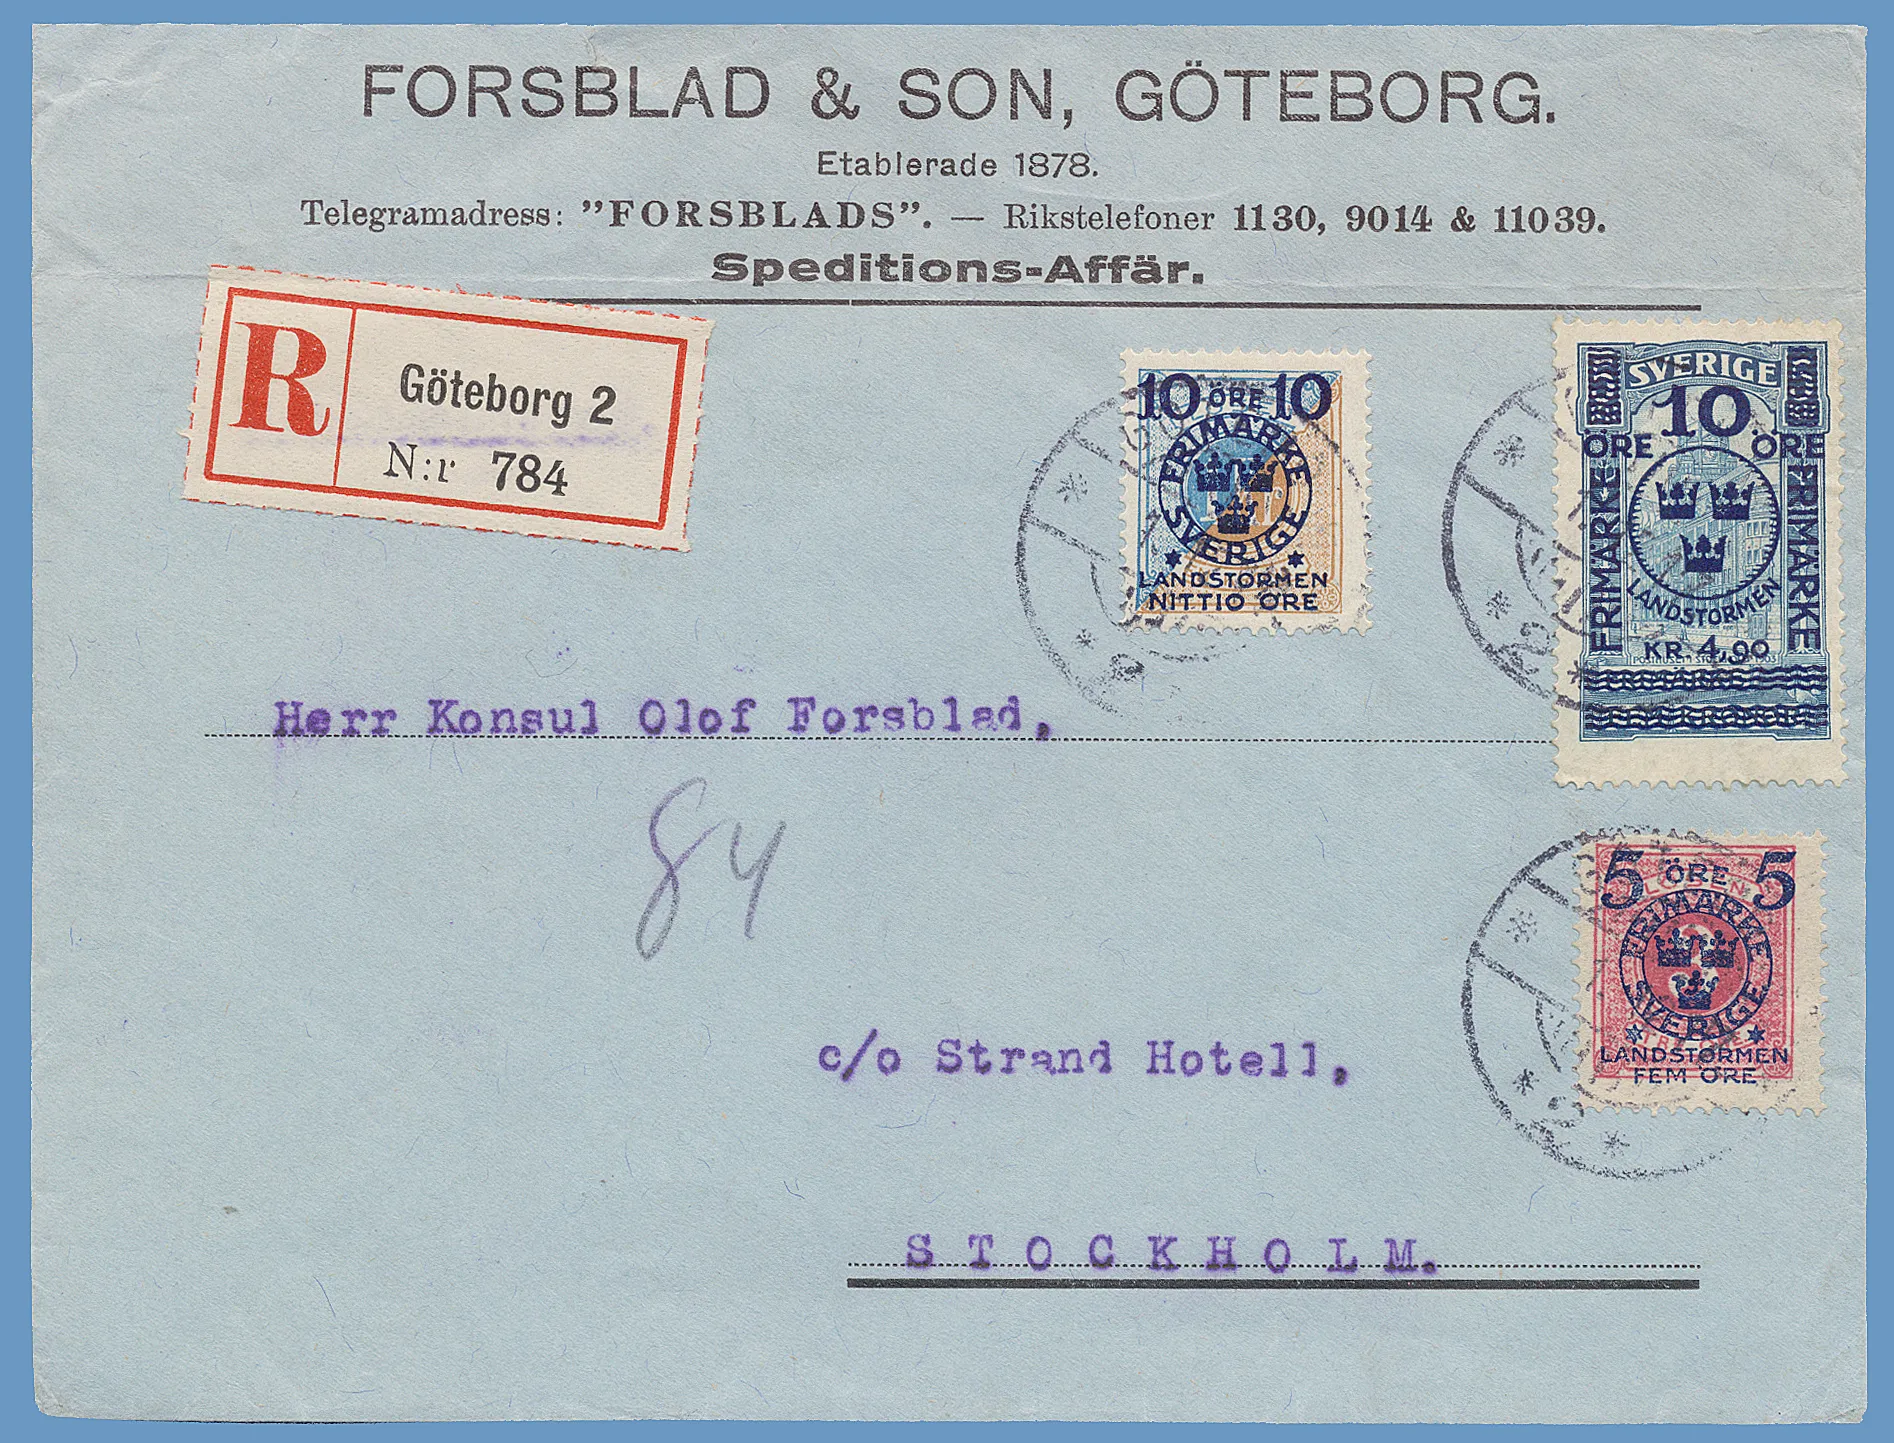 FORSBLAD & SON, GÖTEBORG.
Etablerade 1878.
Telegramadress: "FORSBLADS". — Rikstelefoner 1130, 9014 & 11039.
Speditions-Affär.
R
Göteborg 2
N:r 784
10 ÖRE 10
FRIMÄRKE
SVERIGE
LANDSTORMEN
NITTIO ÖRE
SVERIGE
10
ÖRE ÖRE
FRIMÄRKE FRIMÄRKE
LANDSTORMEN
KR. 4,90
Herr Konsul Olof Forsblad,
84
5 ÖRE 5
FRIMÄRKE
SVERIGE
LANDSTORMEN
FEM ÖRE
c/o Strand Hotell,
STOCKHOLM.